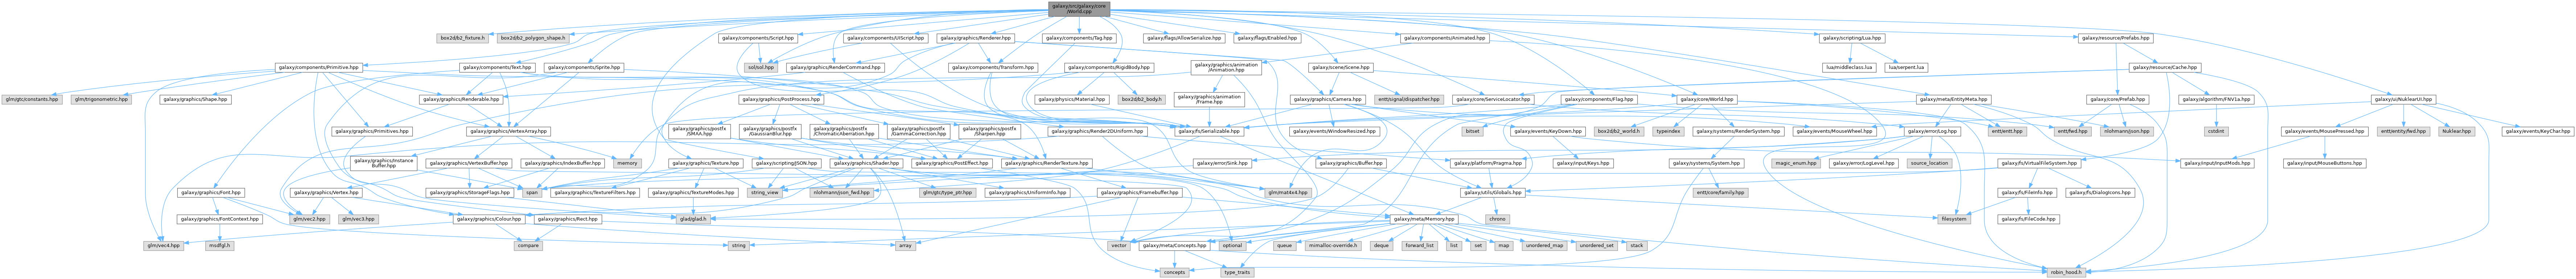 galaxy/src/galaxy/core
/World.cpp
box2d/b2_fixture.h
box2d/b2_polygon_shape.h
galaxy/components/Script.hpp
galaxy/components/UIScript.hpp
galaxy/graphics/Renderer.hpp
galaxy/components/Tag.hpp
galaxy/flags/AllowSerialize.hpp
galaxy/flags/Enabled.hpp
galaxy/components/Animated.hpp
galaxy/scripting/Lua.hpp
galaxy/resource/Prefabs.hpp
galaxy/components/Primitive.hpp
galaxy/components/Text.hpp
galaxy/components/Sprite.hpp
sol/sol.hpp
galaxy/graphics/RenderCommand.hpp
galaxy/components/Transform.hpp
galaxy/components/RigidBody.hpp
galaxy/graphics/animation
/Animation.hpp
galaxy/scene/Scene.hpp
lua/middleclass.lua
lua/serpent.lua
galaxy/resource/Cache.hpp
glm/gtc/constants.hpp
glm/trigonometric.hpp
galaxy/graphics/Shape.hpp
galaxy/graphics/Renderable.hpp
galaxy/graphics/PostProcess.hpp
galaxy/physics/Material.hpp
box2d/b2_body.h
galaxy/graphics/animation
/Frame.hpp
galaxy/graphics/Camera.hpp
entt/signal/dispatcher.hpp
galaxy/core/ServiceLocator.hpp
galaxy/components/Flag.hpp
galaxy/core/World.hpp
galaxy/meta/EntityMeta.hpp
galaxy/core/Prefab.hpp
galaxy/algorithm/FNV1a.hpp
galaxy/ui/NuklearUI.hpp
galaxy/graphics/Primitives.hpp
galaxy/graphics/VertexArray.hpp
galaxy/graphics/postfx
/SMAA.hpp
galaxy/graphics/postfx
/GaussianBlur.hpp
galaxy/graphics/postfx
/ChromaticAberration.hpp
galaxy/graphics/postfx
/GammaCorrection.hpp
galaxy/graphics/postfx
/Sharpen.hpp
galaxy/graphics/Render2DUniform.hpp
galaxy/fs/Serializable.hpp
galaxy/events/WindowResized.hpp
bitset
galaxy/events/KeyDown.hpp
box2d/b2_world.h
typeindex
galaxy/systems/RenderSystem.hpp
galaxy/events/MouseWheel.hpp
galaxy/error/Log.hpp
entt/entt.hpp
entt/fwd.hpp
nlohmann/json.hpp
cstdint
galaxy/events/MousePressed.hpp
entt/entity/fwd.hpp
Nuklear.hpp
galaxy/events/KeyChar.hpp
galaxy/graphics/Instance
Buffer.hpp
galaxy/graphics/VertexBuffer.hpp
galaxy/graphics/IndexBuffer.hpp
memory
galaxy/graphics/Texture.hpp
galaxy/scripting/JSON.hpp
galaxy/graphics/Shader.hpp
galaxy/graphics/PostEffect.hpp
galaxy/graphics/RenderTexture.hpp
galaxy/error/Sink.hpp
galaxy/graphics/Buffer.hpp
galaxy/platform/Pragma.hpp
galaxy/input/Keys.hpp
galaxy/systems/System.hpp
magic_enum.hpp
galaxy/error/LogLevel.hpp
source_location
galaxy/fs/VirtualFileSystem.hpp
galaxy/input/InputMods.hpp
galaxy/input/MouseButtons.hpp
galaxy/graphics/Font.hpp
galaxy/graphics/Vertex.hpp
galaxy/graphics/StorageFlags.hpp
span
galaxy/graphics/TextureFilters.hpp
galaxy/graphics/TextureModes.hpp
string_view
nlohmann/json_fwd.hpp
glm/gtc/type_ptr.hpp
galaxy/graphics/UniformInfo.hpp
galaxy/graphics/Framebuffer.hpp
glm/mat4x4.hpp
galaxy/utils/Globals.hpp
entt/core/family.hpp
galaxy/fs/FileInfo.hpp
galaxy/fs/DialogIcons.hpp
galaxy/graphics/FontContext.hpp
glm/vec2.hpp
glm/vec3.hpp
galaxy/graphics/Colour.hpp
galaxy/graphics/Rect.hpp
glad/glad.h
galaxy/meta/Memory.hpp
chrono
filesystem
galaxy/fs/FileCode.hpp
glm/vec4.hpp
msdfgl.h
compare
string
array
vector
galaxy/meta/Concepts.hpp
optional
queue
mimalloc-override.h
deque
forward_list
list
set
map
unordered_map
unordered_set
stack
concepts
type_traits
robin_hood.h